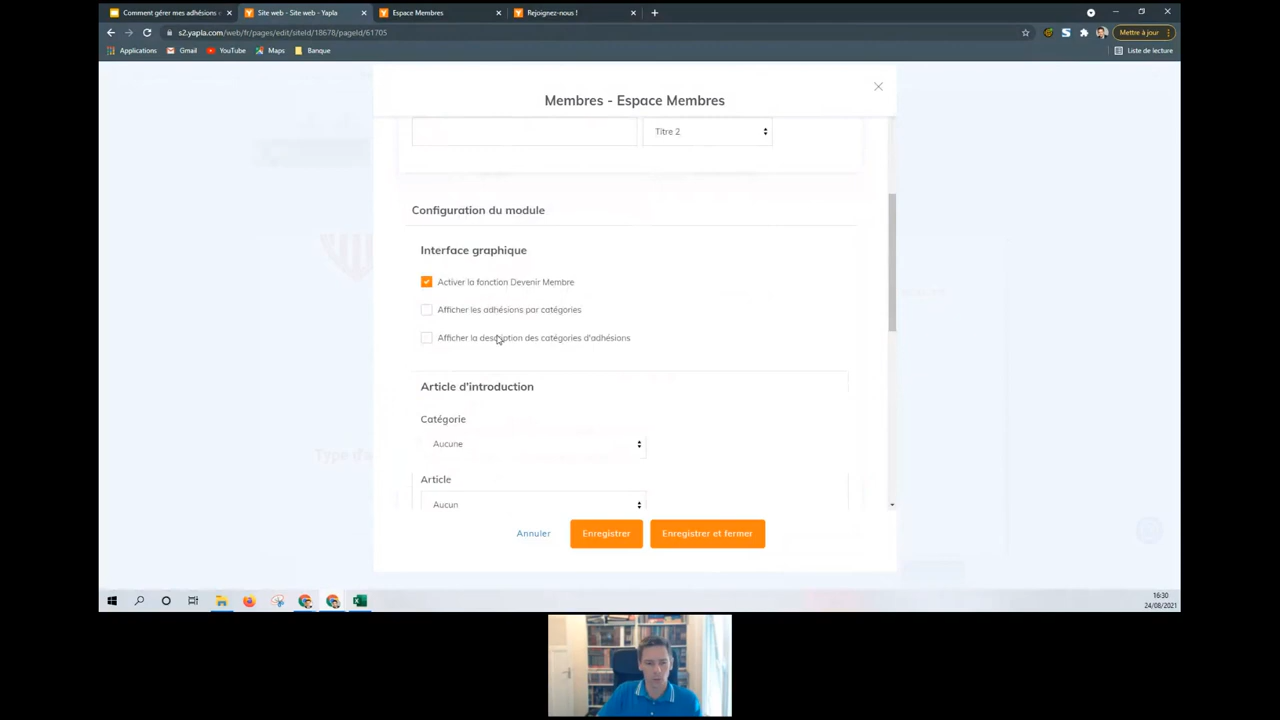 Comment gérer mes adhésions e
Site web - Site web - Yapla
Espace Membres
Rejoignez-nous !
s2.yapla.com/web/fr/pages/edit/siteId/18678/pageId/61705
Mettre à jour
Applications
Gmail
YouTube
Maps
Banque
Liste de lecture
Membres - Espace Membres
Titre 2
Configuration du module
Interface graphique
Activer la fonction Devenir Membre
Afficher les adhésions par catégories
Afficher la description des catégories d'adhésions
Article d'introduction
Catégorie
Aucune
Article
Aucun
Annuler
Enregistrer
Enregistrer et fermer
16:30
24/08/2021